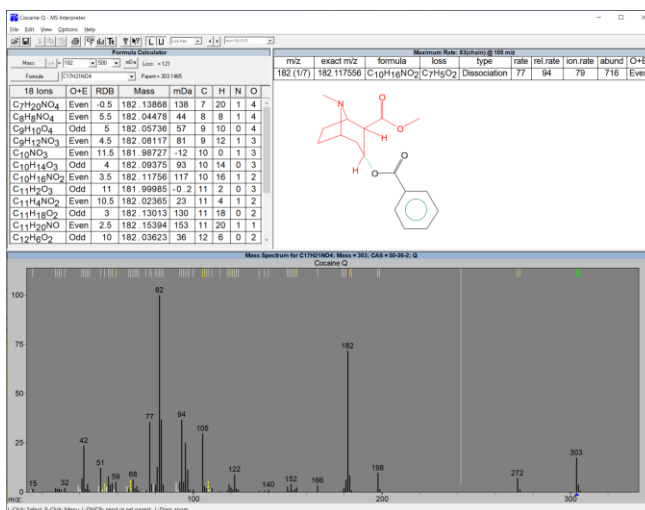 Cocaine Q - MS Interpreter
File Edit View Options Help
Formula Calculator
Mass 182 500 mDa Loss = 121
Formula C17H21NO4 Parent = 303.1465
18 Ions O+E RDB Mass mDa C H N O
C7H20NO4 Even -0.5 182.13868 138 7 20 1 4
C8H8NO4 Even 5.5 182.04478 44 8 8 1 4
C9H10O4 Odd 5 182.05736 57 9 10 0 4
C9H12NO3 Even 4.5 182.08117 81 9 12 1 3
C10NO3 Even 11.5 181.98727 -12 10 0 1 3
C10H14O3 Odd 4 182.09375 93 10 14 0 3
C10H16NO2 Even 3.5 182.11756 117 10 16 1 2
C11H2O3 Odd 11 181.99985 -0.2 11 2 0 3
C11H4NO2 Even 10.5 182.02365 23 11 4 1 2
C11H18O2 Odd 3 182.13013 130 11 18 0 2
C11H20NO Even 2.5 182.15394 153 11 20 1 1
C12H6O2 Odd 10 182.03623 36 12 6 0 2
Maximum Rate: 83(chain) @ 105 m/z
m/z exact m/z formula loss type rate rel.rate ion.rate abund O+E
182 (1/7) 182.117556 C10H16NO2 C7H5O2 Dissociation 77 94 79 716 Even
N
O
O
H
H
O
O
Mass Spectrum for C17H21NO4; Mass = 303; CAS = 50-36-2; Q
Cocaine Q
100
50
0
15 32 42 51 59 68 77 82 94 105 122 140 152 166 182 198 272 303
m/z: 100 200 300